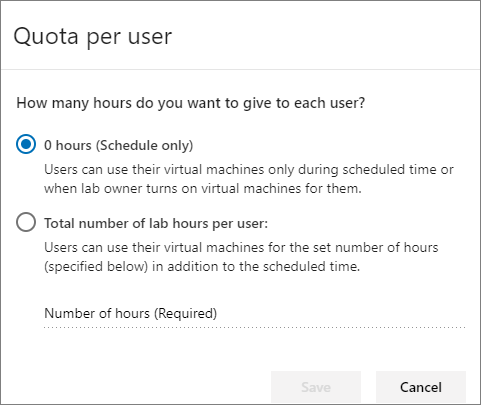 Quota per user
How many hours do you want to give to each user?
0 hours (Schedule only)
Users can use their virtual machines only during scheduled time or
when lab owner turns on virtual machines for them.
Total number of lab hours per user:
Users can use their virtual machines for the set number of hours
(specified below) in addition to the scheduled time.
Number of hours (Required)
Save
Cancel